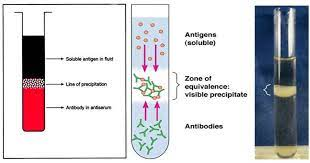 Soluble antigen in fluid
Line of precipitation
Antibody in antiserum
Antigens
(soluble)
Zone of
equivalence:
visible precipitate
Antibodies